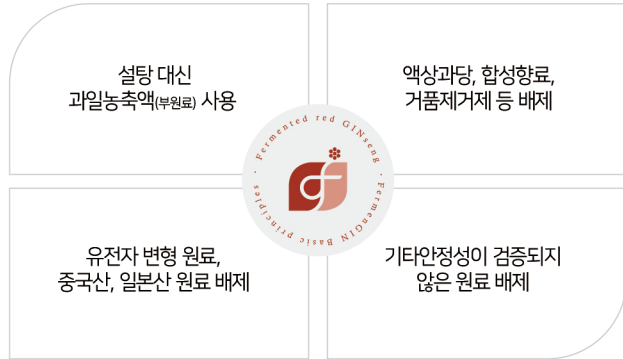 설탕 대신
과일농축액(부원료) 사용
액상과당, 합성향료,
거품제거제 등 배제
Fermented red GINseng · FermenGIN Basic principles ·
유전자 변형 원료,
중국산, 일본산 원료 배제
기타안정성이 검증되지
않은 원료 배제